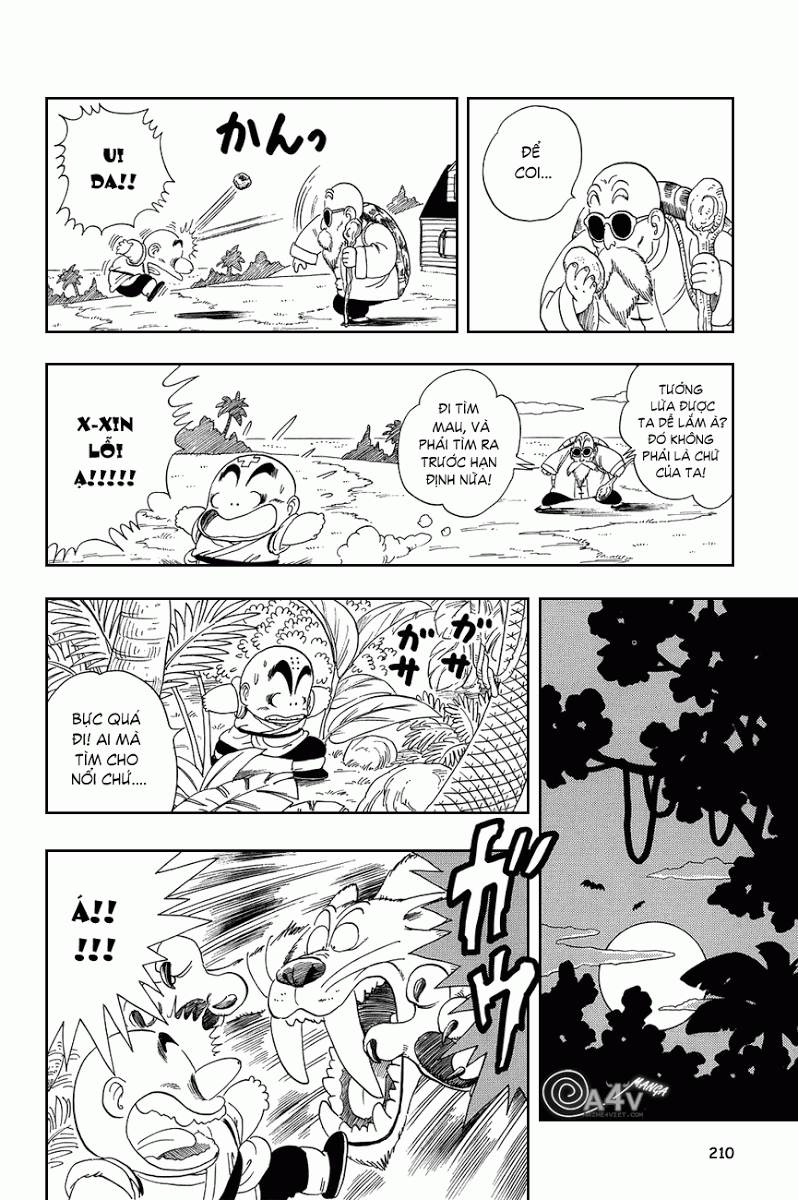 ĐỂ
COI...
かんっ
UI
DA!!
TƯỞNG
LỪA ĐƯỢC
TA DỄ LẮM À?
ĐÓ KHÔNG
PHẢI LÀ CHỮ
CỦA TA!
ĐI TÌM
MAU, VÀ
PHẢI TÌM RA
TRƯỚC HẠN
ĐỊNH NỮA!
X-XIN
LỖI
Ạ!!!!!
ガサ
ガサ
BỰC QUÁ
ĐI! AI MÀ
TÌM CHO
NỔI CHỨ....
ガウ
Á!!
!!!
A4V
MANGA
ANIME4VIET.COM
210